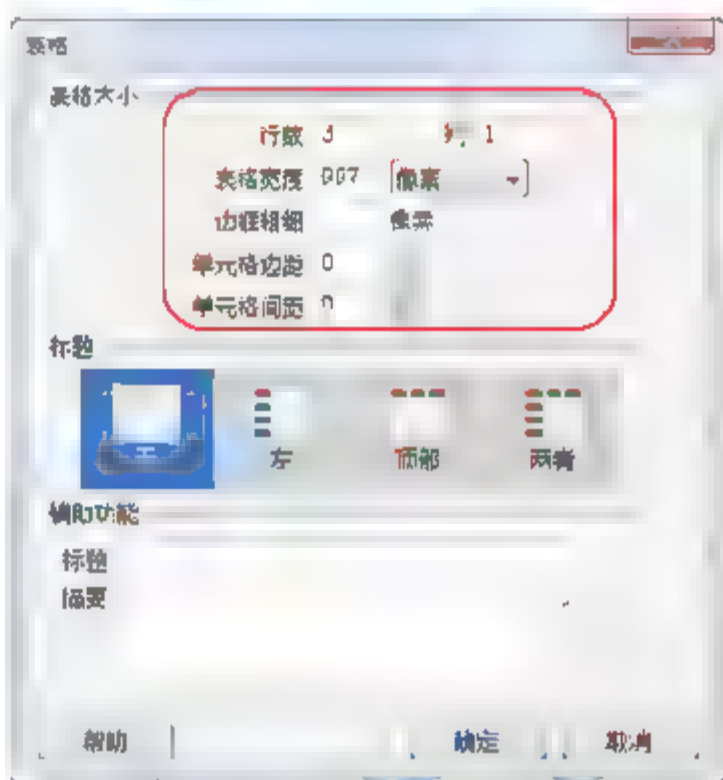 表格
表格大小
行数 3 列 1
表格宽度 像素
边框粗细 像素
单元格边距 0
单元格间距 0
标题
左 顶部 两者
辅助功能
标题
摘要
帮助 确定 取消